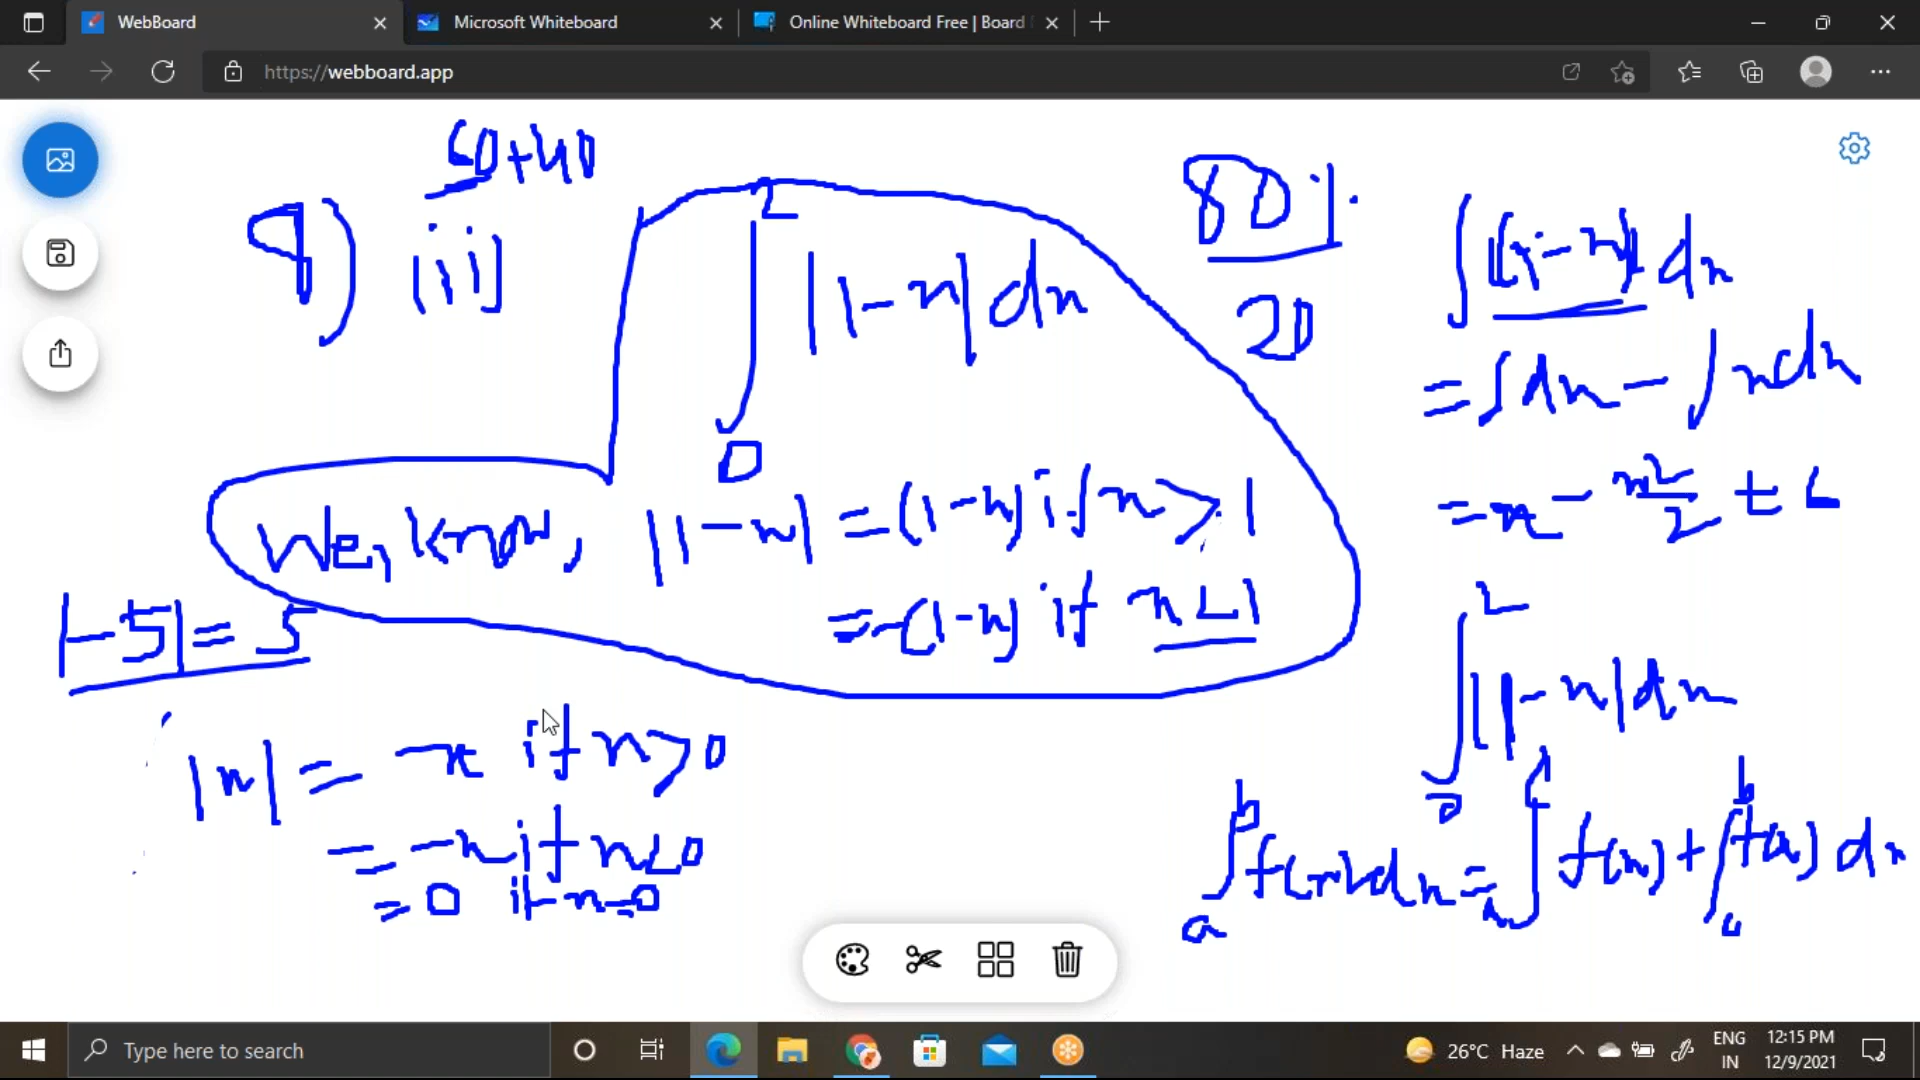 WebBoard
Microsoft Whiteboard
Online Whiteboard Free | Board
https://webboard.app
60+40
9) (ii)
∫₀² |1-x| dx
80%
20
We, know, |1-x| = (1-x) if x ≥ 1
= -(1-x) if x < 1
|-5| = 5
|x| = x if x > 0
= -x if x < 0
= 0 if x = 0
∫ (1-x) dx
= ∫ dx - ∫ x dx
= x - x²/2 + c
∫₀² |1-x| dx
∫ₐᵇ f(x) dx = ∫ f(x) + ∫ᵇ f(x) dx
Type here to search
26°C Haze
ENG
IN
12:15 PM
12/9/2021